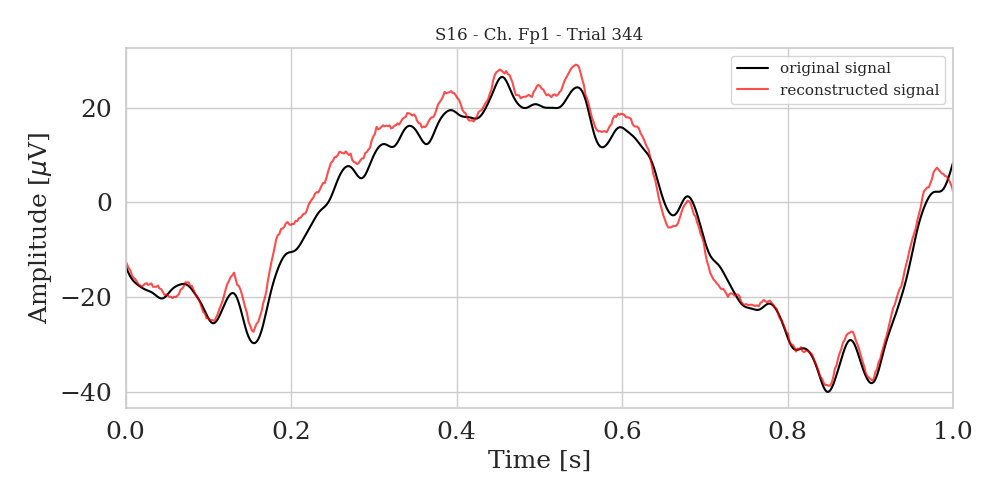 S16 - Ch. Fp1 - Trial 344
original signal
reconstructed signal
Amplitude [μV]
20
0
−20
−40
0.0 0.2 0.4 0.6 0.8 1.0
Time [s]